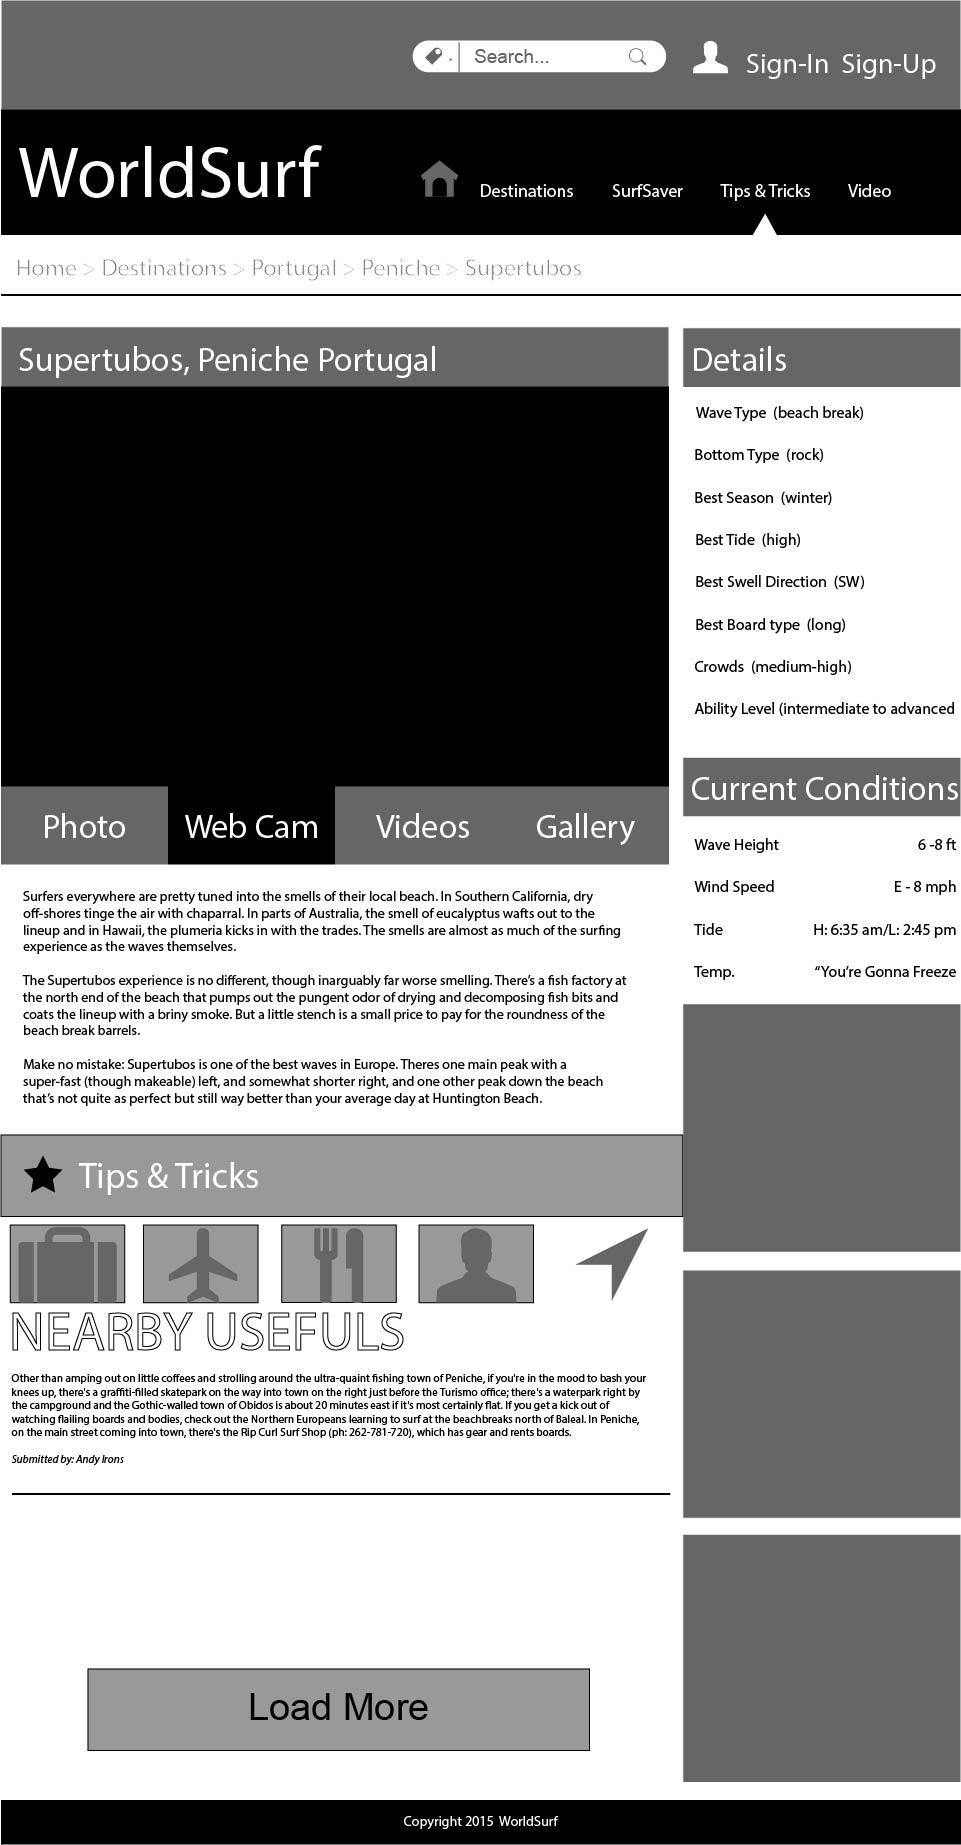 Search...
Sign-In Sign-Up
WorldSurf
Destinations SurfSaver Tips & Tricks Video
Home > Destinations > Portugal > Peniche > Supertubos
Supertubos, Peniche Portugal
Photo Web Cam Videos Gallery
Surfers everywhere are pretty tuned into the smells of their local beach. In Southern California, dry
off-shores tinge the air with chaparral. In parts of Australia, the smell of eucalyptus wafts out to the
lineup and in Hawaii, the plumeria kicks in with the trades. The smells are almost as much of the surfing
experience as the waves themselves.
The Supertubos experience is no different, though inarguably far worse smelling. There’s a fish factory at
the north end of the beach that pumps out the pungent odor of drying and decomposing fish bits and
coats the lineup with a briny smoke. But a little stench is a small price to pay for the roundness of the
beach break barrels.
Make no mistake: Supertubos is one of the best waves in Europe. Theres one main peak with a
super-fast (though makeable) left, and somewhat shorter right, and one other peak down the beach
that’s not quite as perfect but still way better than your average day at Huntington Beach.
Tips & Tricks
NEARBY USEFULS
Other than amping out on little coffees and strolling around the ultra-quaint fishing town of Peniche, if you're in the mood to bash your
knees up, there's a graffiti-filled skatepark on the way into town on the right just before the Turismo office; there's a waterpark right by
the campground and the Gothic-walled town of Obidos is about 20 minutes east if it's most certainly flat. If you get a kick out of
watching flailing boards and bodies, check out the Northern Europeans learning to surf at the beachbreaks north of Baleal. In Peniche,
on the main street coming into town, there's the Rip Curl Surf Shop (ph: 262-781-720), which has gear and rents boards.
Submitted by: Andy Irons
Load More
Details
Wave Type (beach break)
Bottom Type (rock)
Best Season (winter)
Best Tide (high)
Best Swell Direction (SW)
Best Board type (long)
Crowds (medium-high)
Ability Level (intermediate to advanced
Current Conditions
Wave Height 6 -8 ft
Wind Speed E - 8 mph
Tide H: 6:35 am/L: 2:45 pm
Temp. “You’re Gonna Freeze
Copyright 2015 WorldSurf